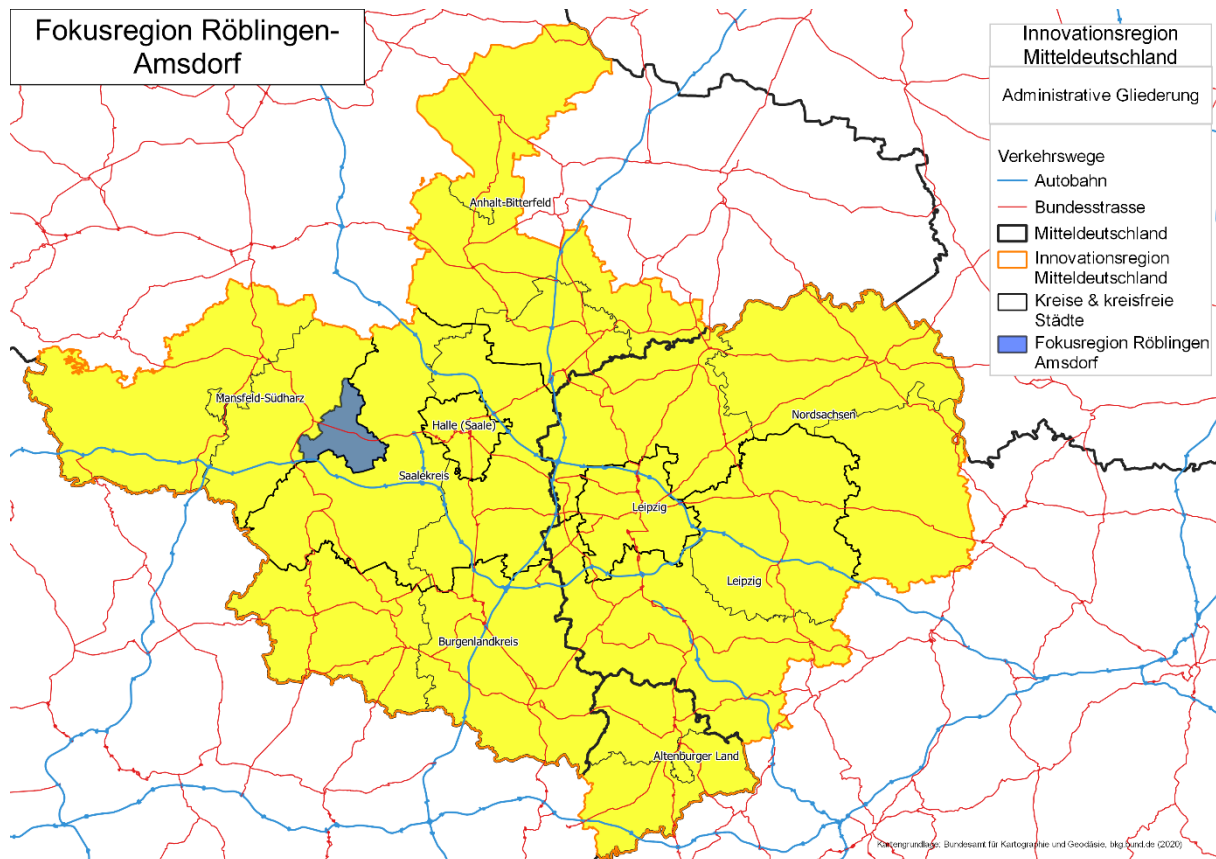 Fokusregion Röblingen-
Amsdorf
Innovationsregion
Mitteldeutschland
Administrative Gliederung
Verkehrswege
Autobahn
Bundesstrasse
Mitteldeutschland
Innovationsregion
Mitteldeutschland
Kreise & kreisfreie
Städte
Fokusregion Röblingen
Amsdorf
Anhalt-Bitterfeld
Mansfeld-Südharz
Halle (Saale)
Nordsachsen
Saalekreis
Leipzig
Leipzig
Burgenlandkreis
Altenburger Land
Kartengrundlage: Bundesamt für Kartographie und Geodäsie, bkg.bund.de (2020)